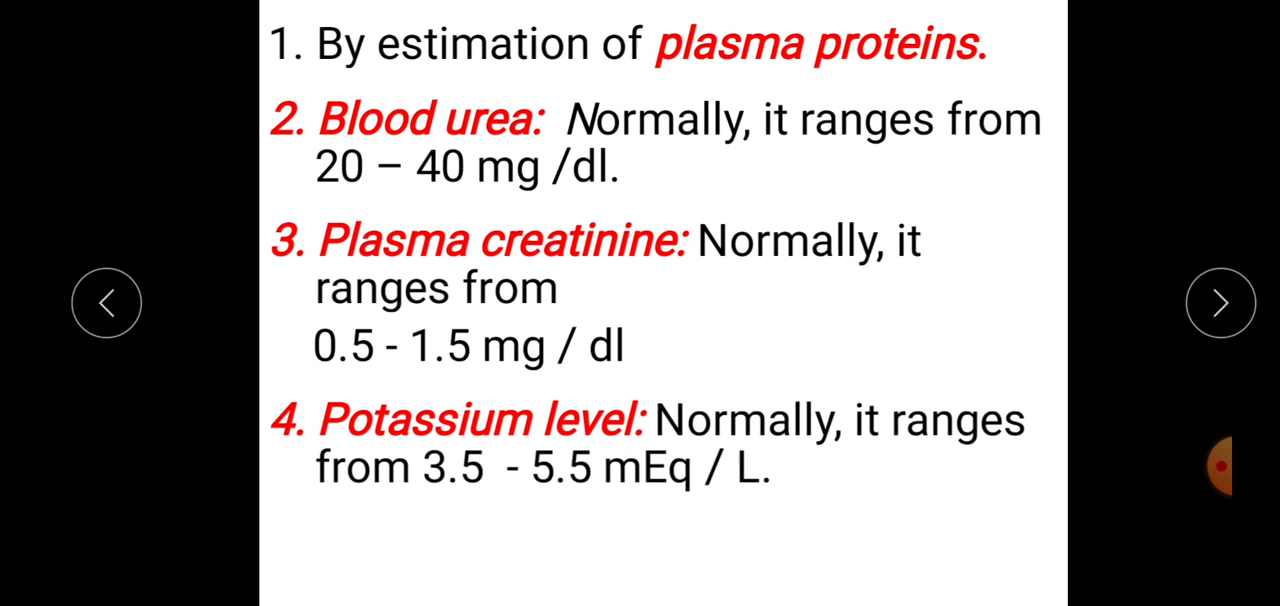 1. By estimation of plasma proteins.
2. Blood urea: Normally, it ranges from
20 – 40 mg /dl.
3. Plasma creatinine: Normally, it
ranges from
0.5 - 1.5 mg / dl
4. Potassium level: Normally, it ranges
from 3.5 - 5.5 mEq / L.